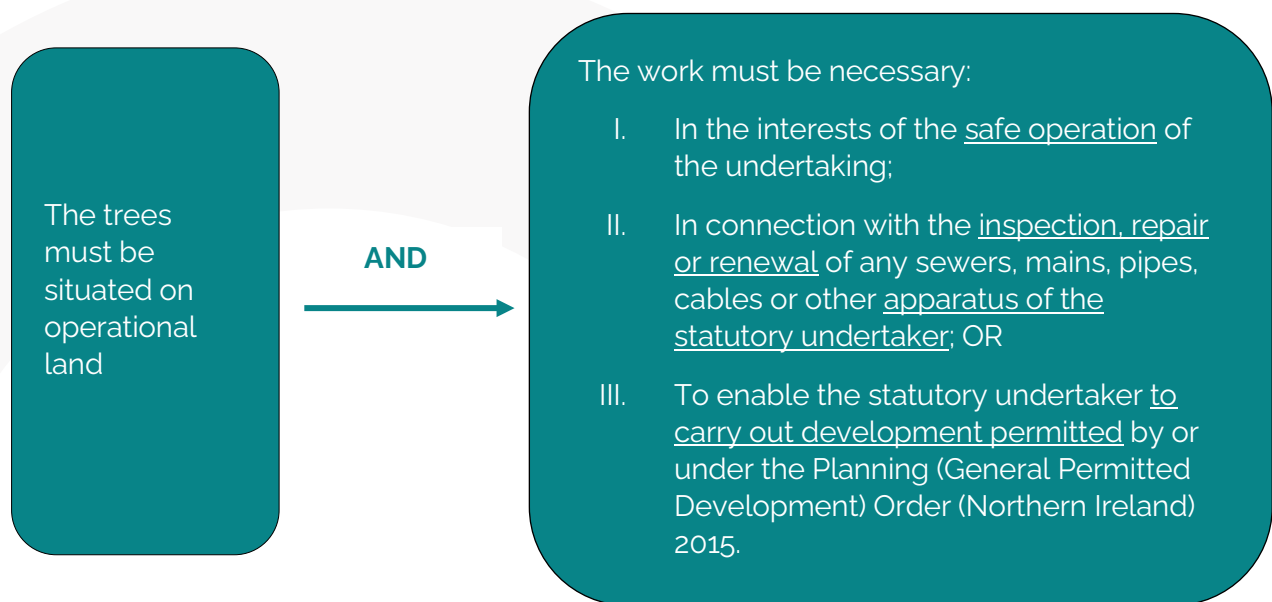 The trees
must be
situated on
operational
land
AND
The work must be necessary:
I. In the interests of the safe operation of
the undertaking;
II. In connection with the inspection, repair
or renewal of any sewers, mains, pipes,
cables or other apparatus of the
statutory undertaker; OR
III. To enable the statutory undertaker to
carry out development permitted by or
under the Planning (General Permitted
Development) Order (Northern Ireland)
2015.